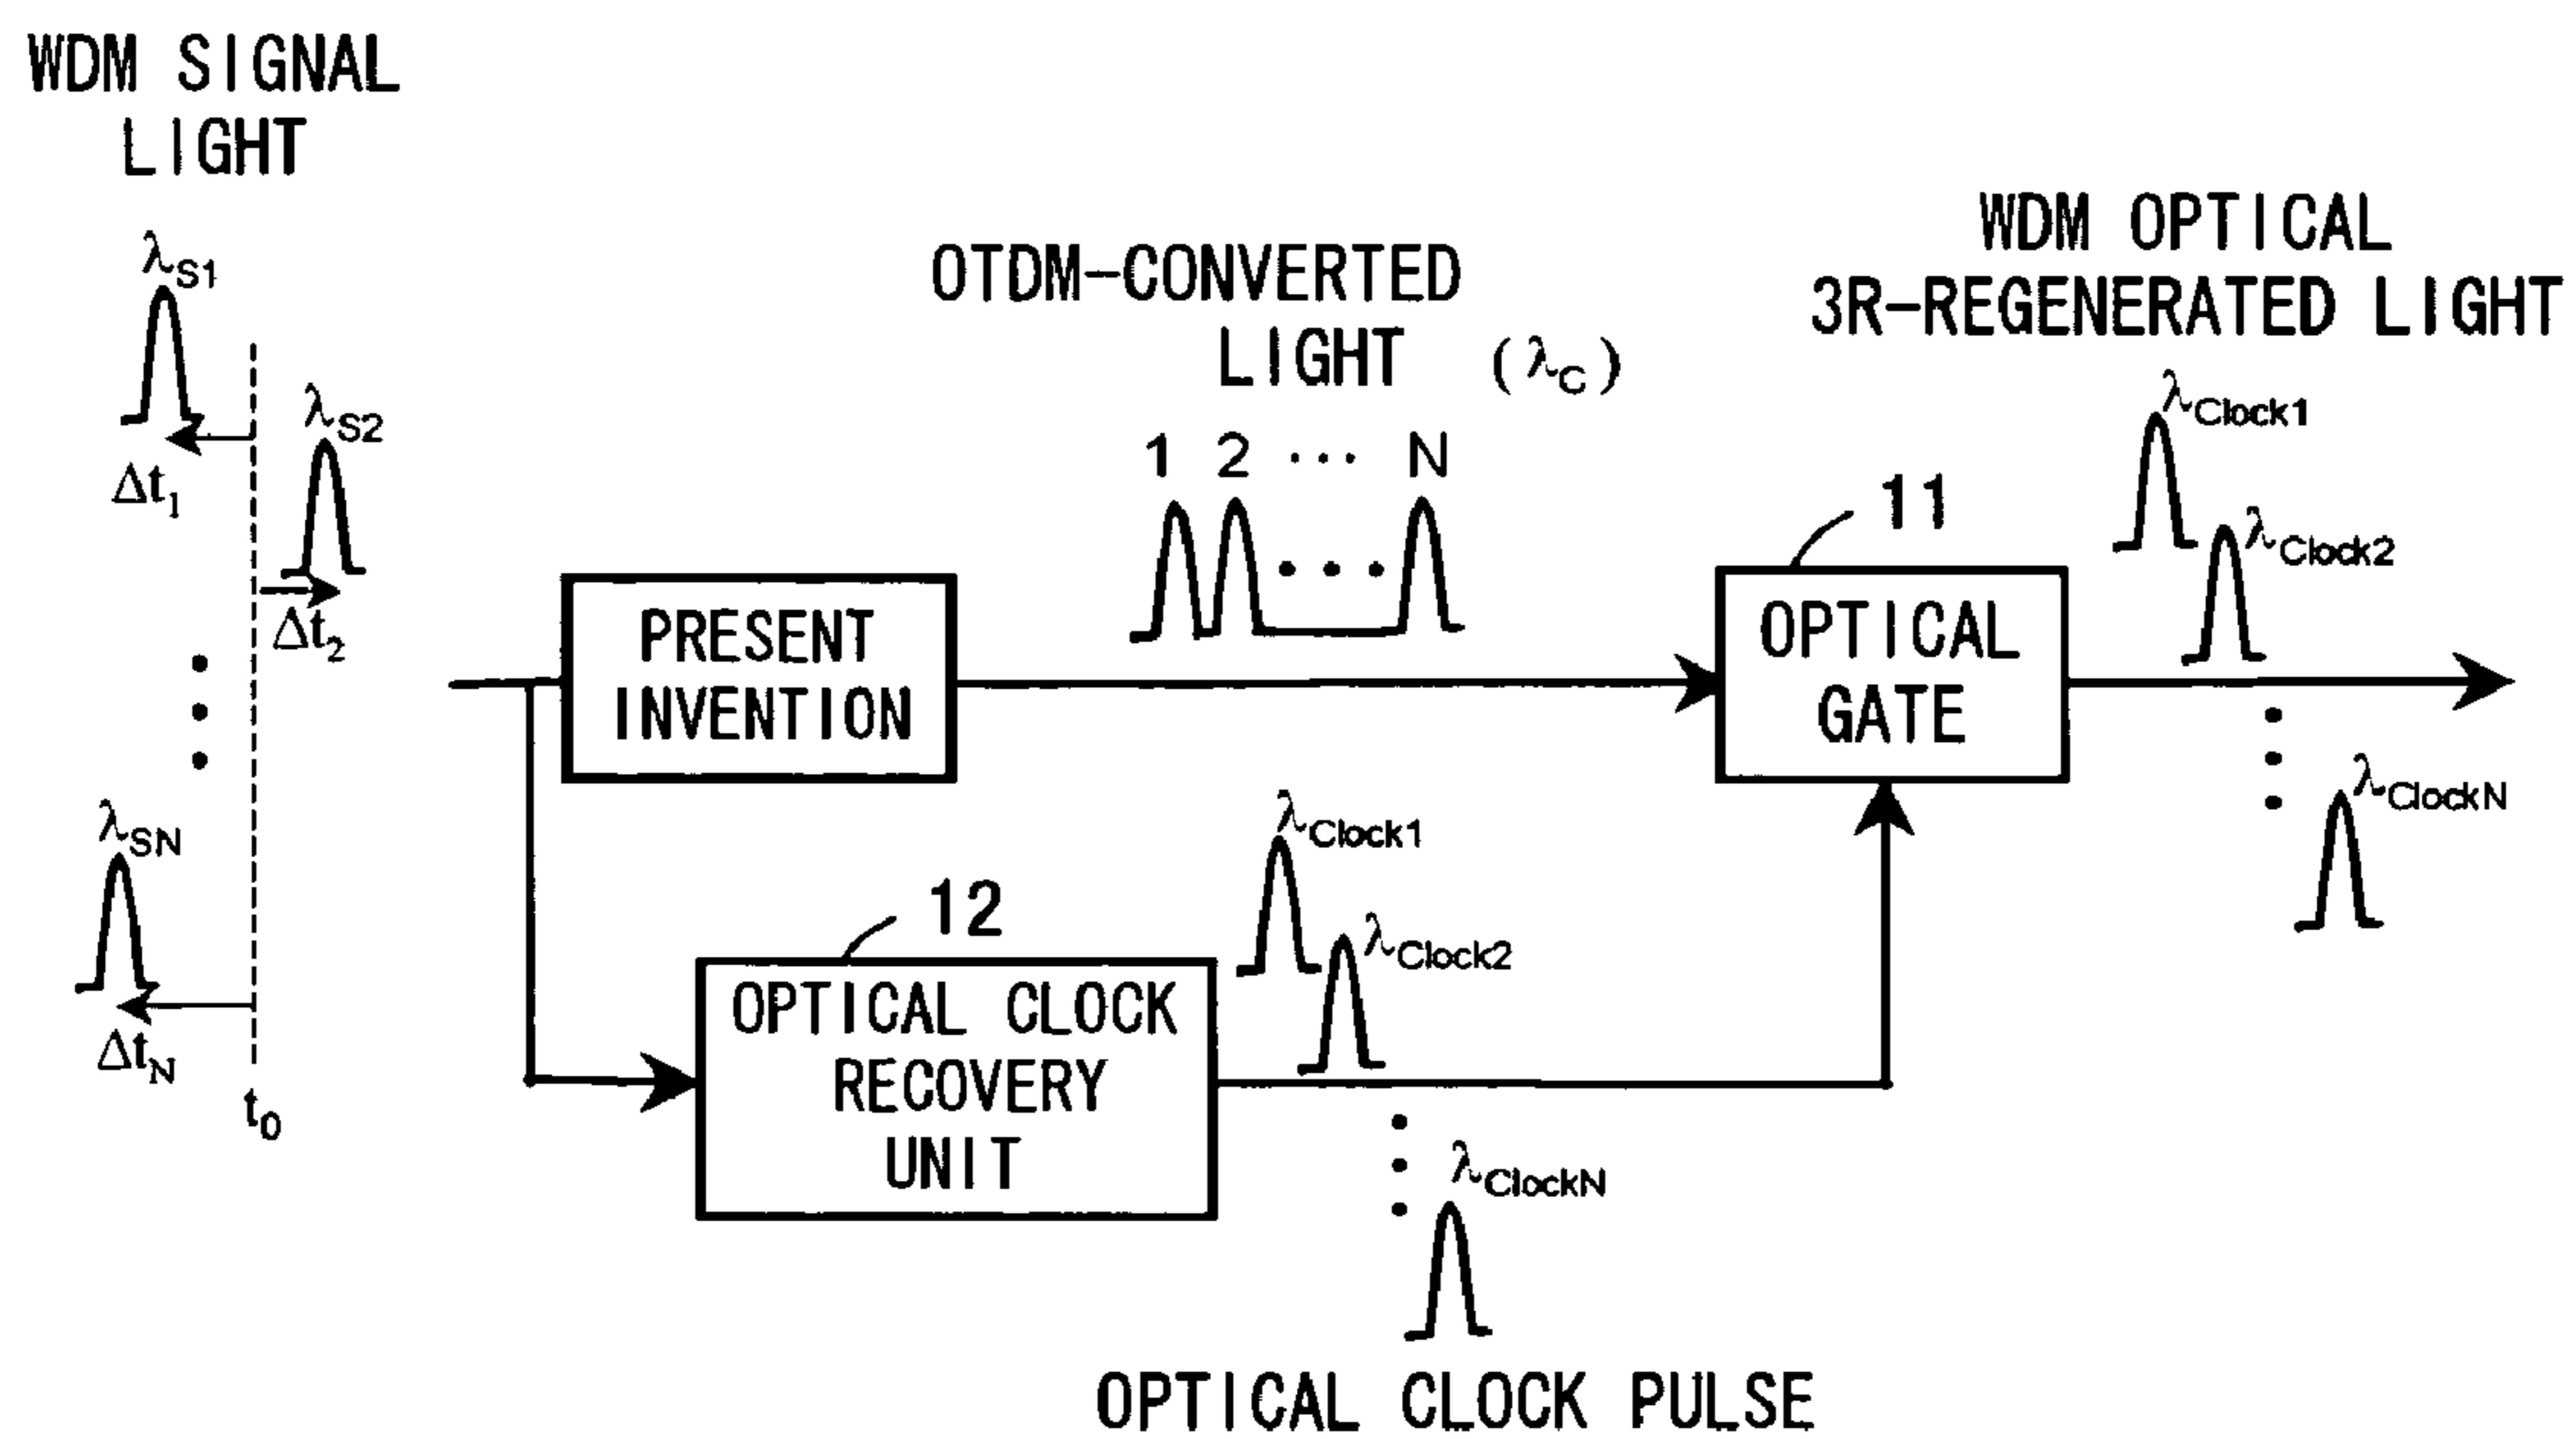 WDM SIGNAL
LIGHT
λS1
Δt1
λS2
Δt2
λSN
ΔtN
t0
PRESENT
INVENTION
OTDM-CONVERTED
LIGHT (λC)
1 2 ··· N
11
OPTICAL
GATE
12
OPTICAL CLOCK
RECOVERY
UNIT
λClock1
λClock2
λClockN
OPTICAL CLOCK PULSE
WDM OPTICAL
3R-REGENERATED LIGHT
λClock1
λClock2
λClockN